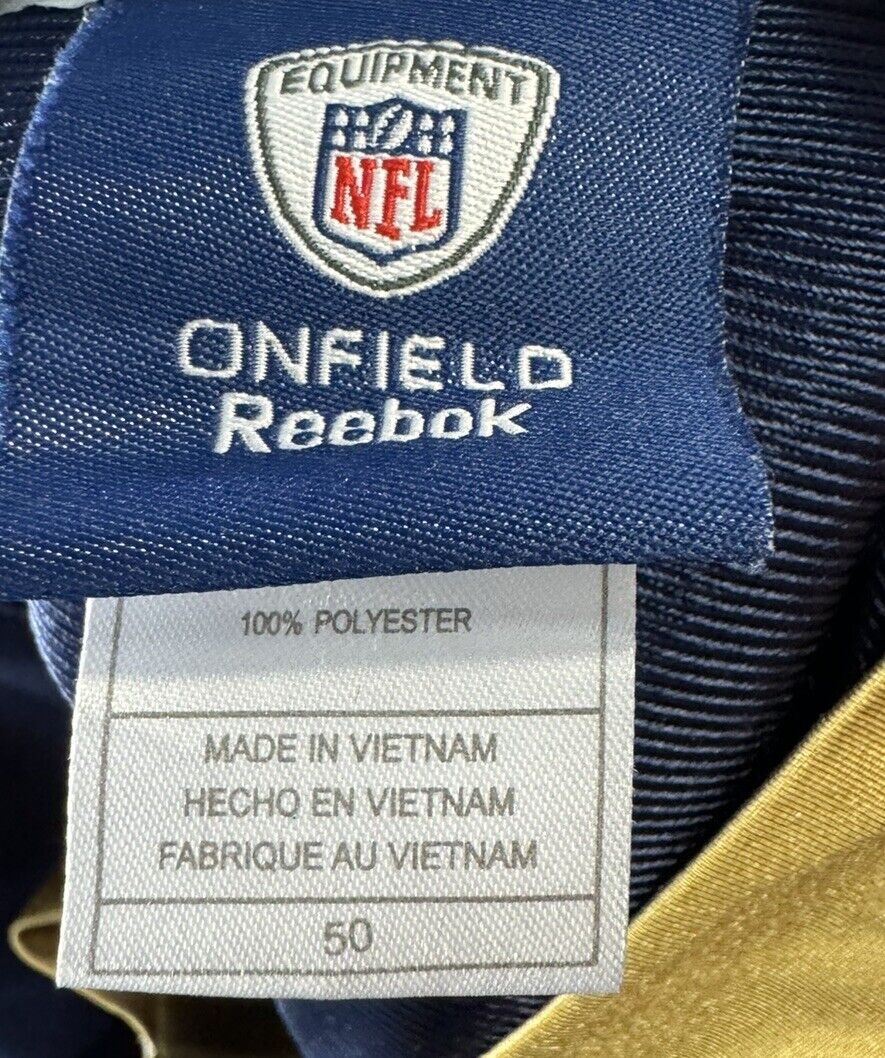 EQUIPMENT
NFL
ONFIELD
Reebok
100% POLYESTER
MADE IN VIETNAM
HECHO EN VIETNAM
FABRIQUE AU VIETNAM
50